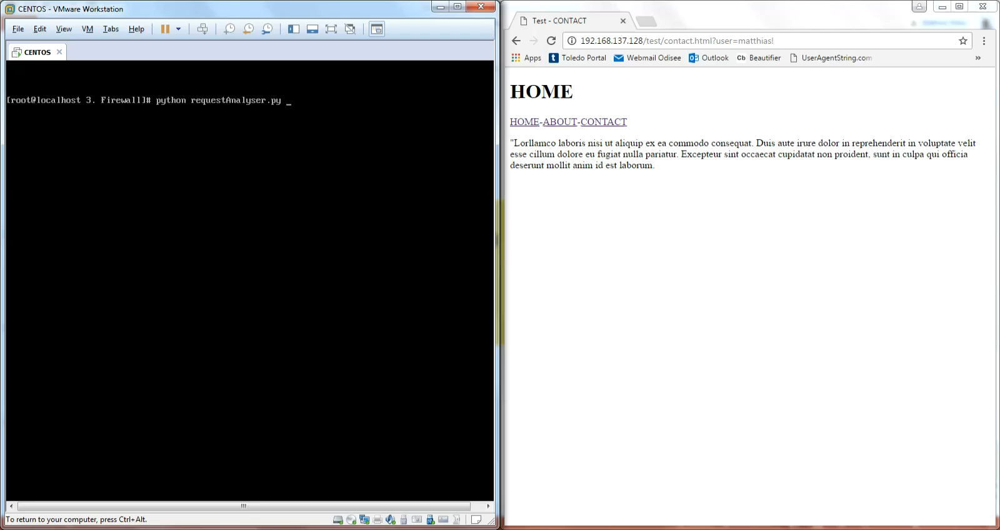 CENTOS - VMware Workstation
File Edit View VM Tabs Help
CENTOS
[root@localhost 3. Firewall]# python requestAnalyser.py _
To return to your computer, press Ctrl+Alt.
Test - CONTACT
192.168.137.128/test/contact.html?user=matthias!
Apps t Toledo Portal Webmail Odisee Outlook Cb Beautifier UserAgentString.com »
HOME
HOME-ABOUT-CONTACT
"Lorllamco laboris nisi ut aliquip ex ea commodo consequat. Duis aute irure dolor in reprehenderit in voluptate velit
esse cillum dolore eu fugiat nulla pariatur. Excepteur sint occaecat cupidatat non proident, sunt in culpa qui officia
deserunt mollit anim id est laborum.